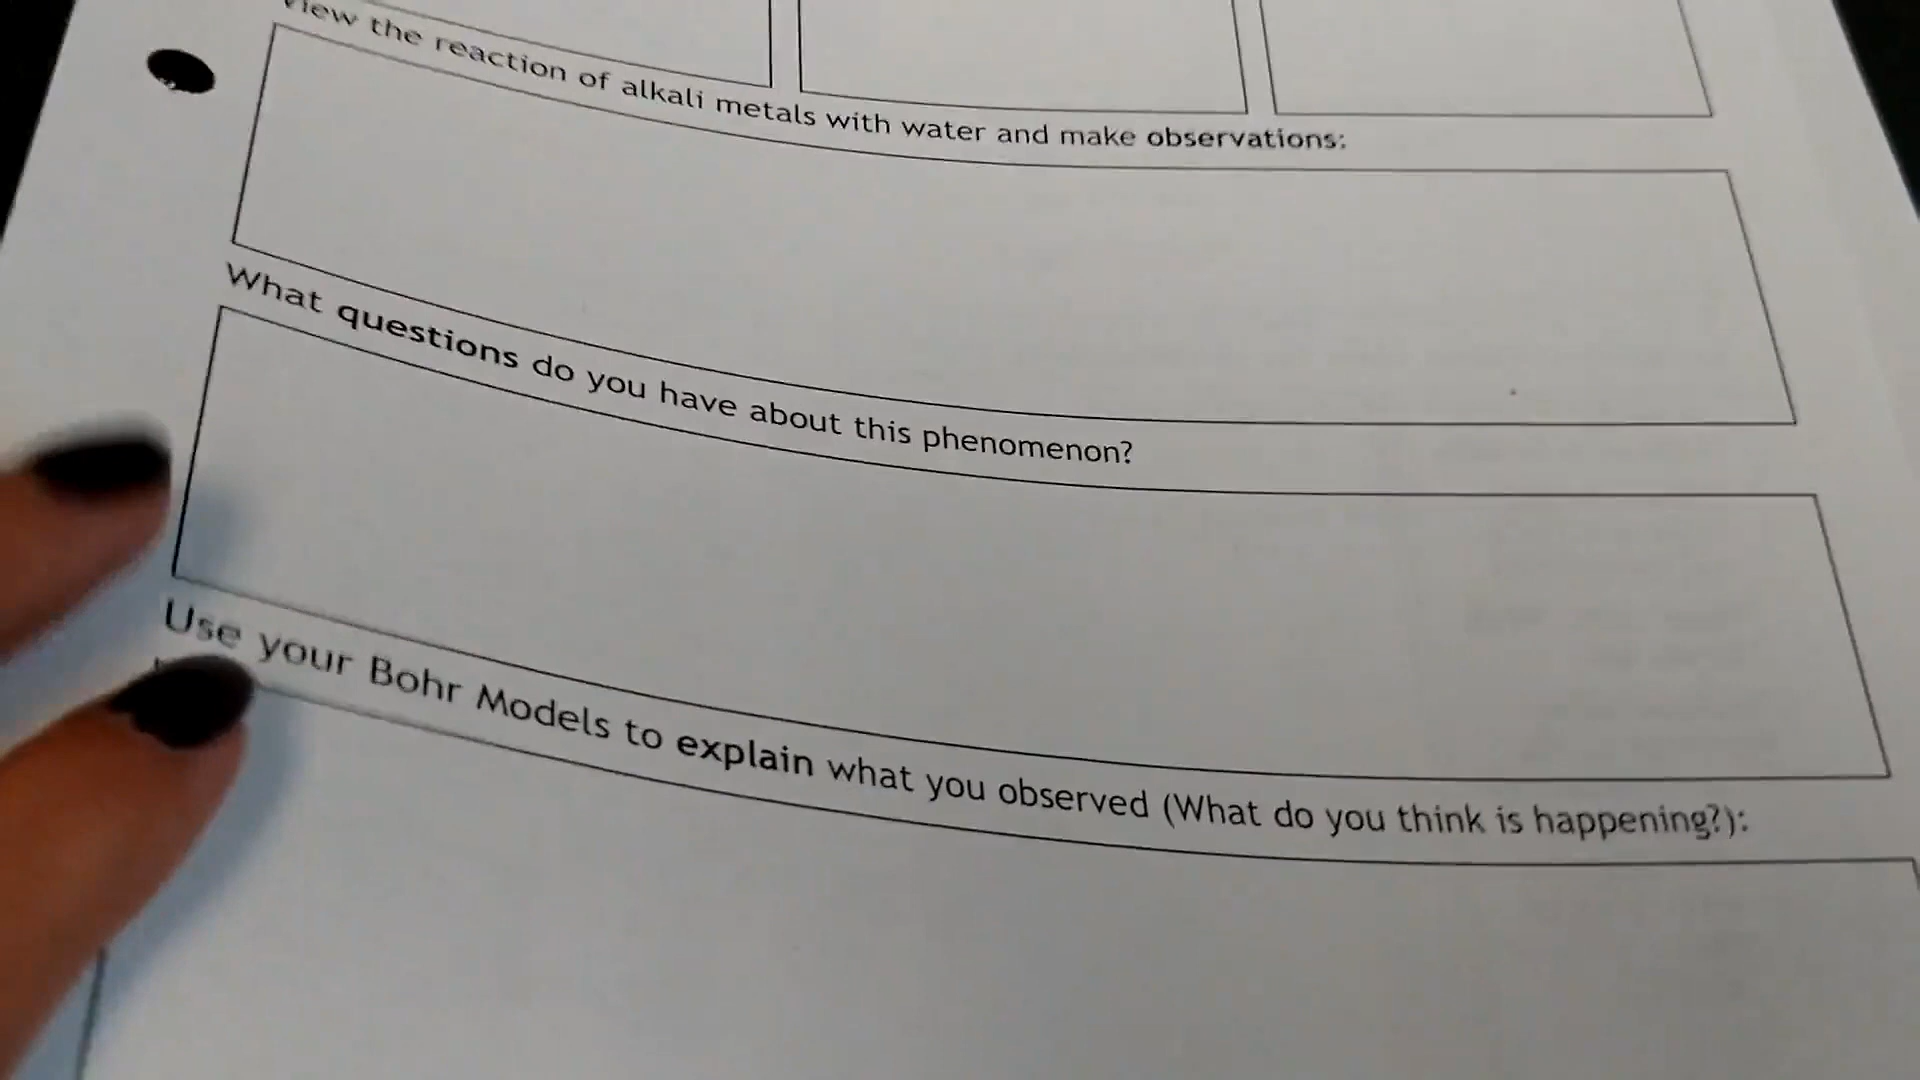 View the reaction of alkali metals with water and make observations:
What questions do you have about this phenomenon?
Use your Bohr Models to explain what you observed (What do you think is happening?):